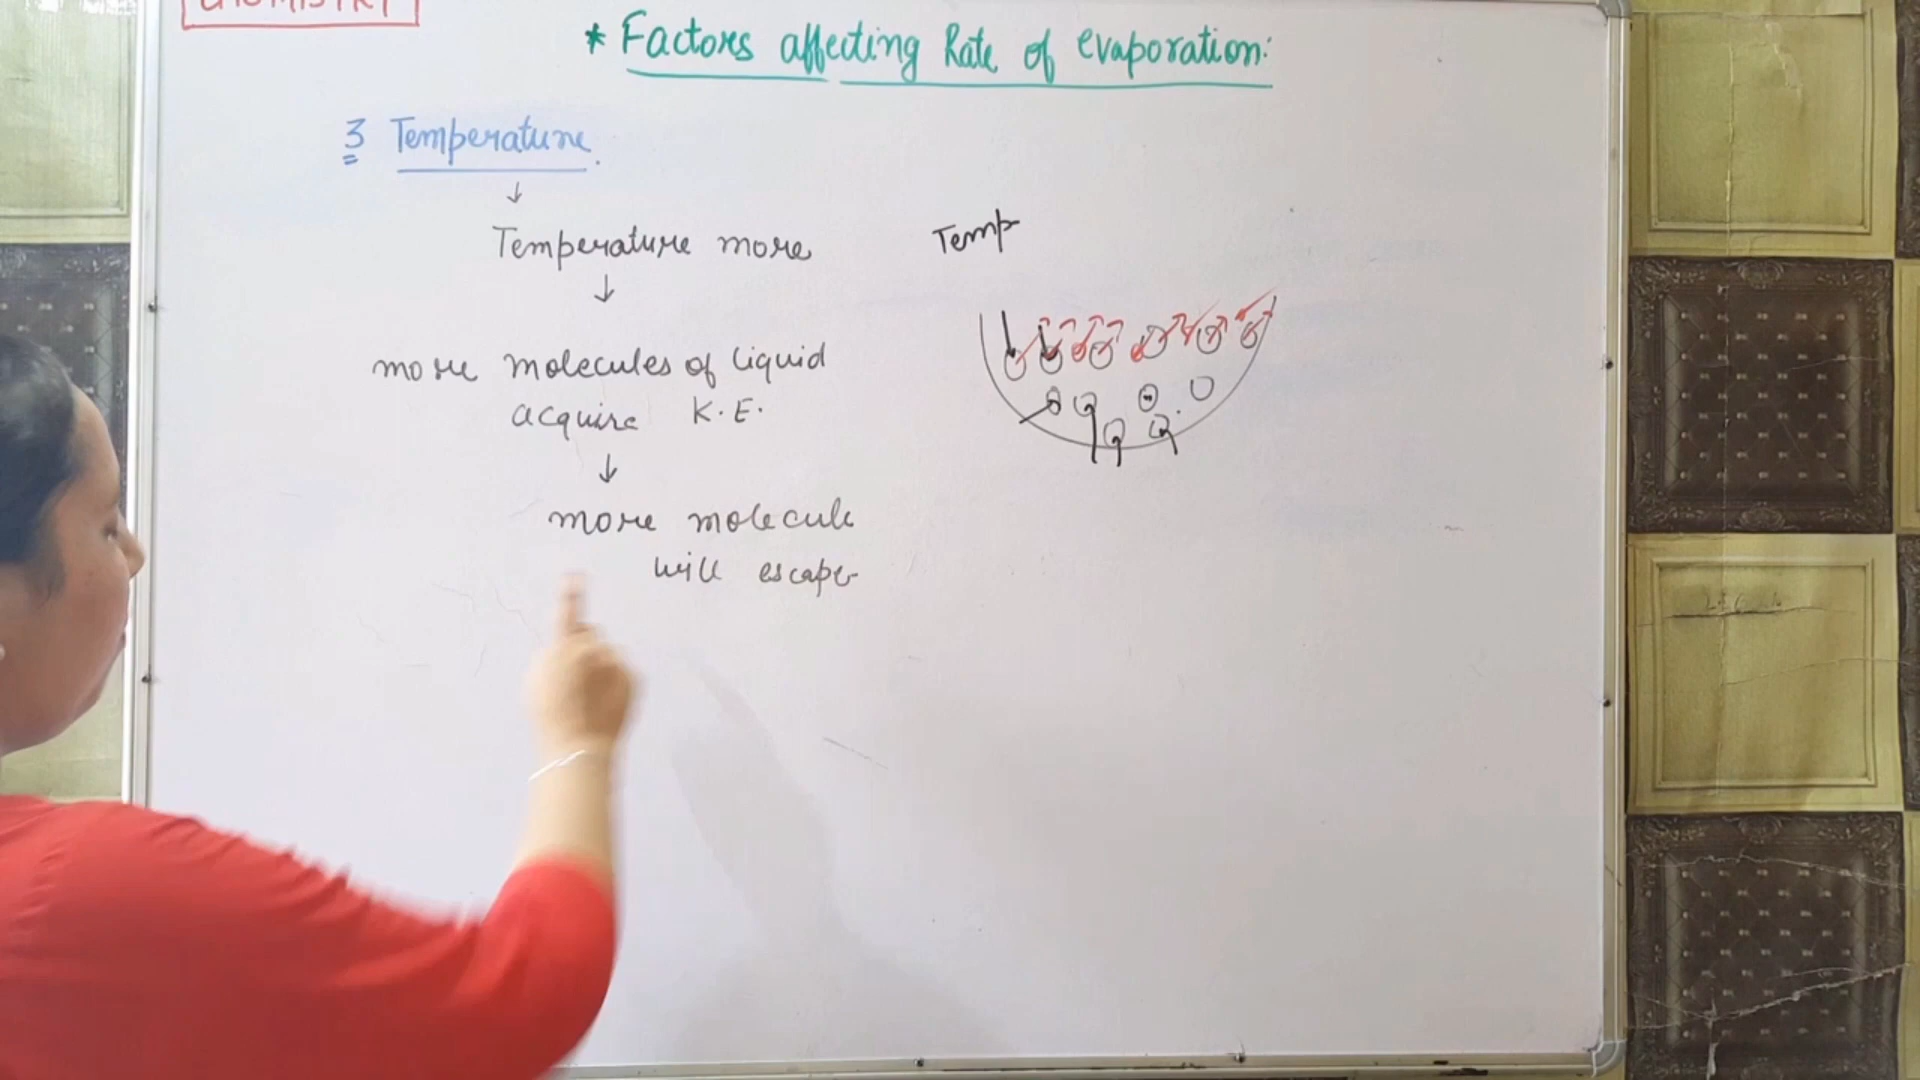 CHEMISTRY
* Factors affecting Rate of evaporation:
3 Temperature.
↓
Temperature more
↓
more molecules of liquid
acquire K.E.
↓
more molecule
will escape
Temp